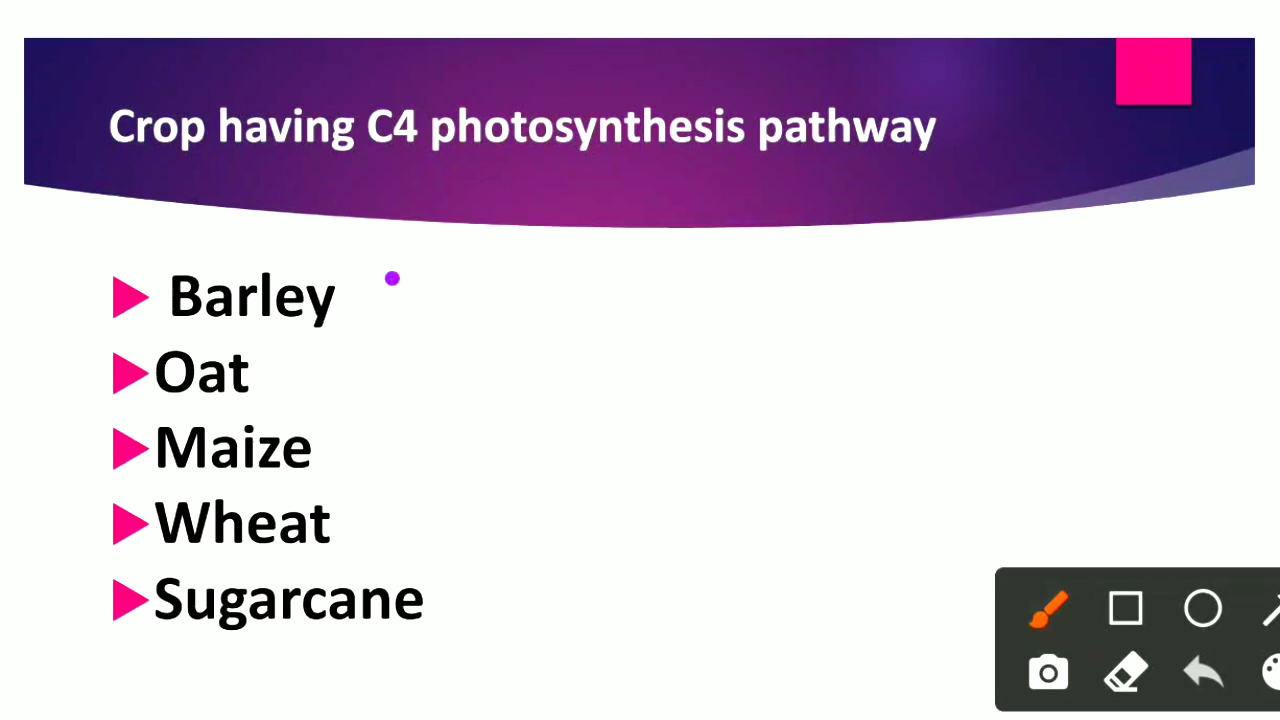 Crop having C4 photosynthesis pathway
Barley
Oat
Maize
Wheat
Sugarcane